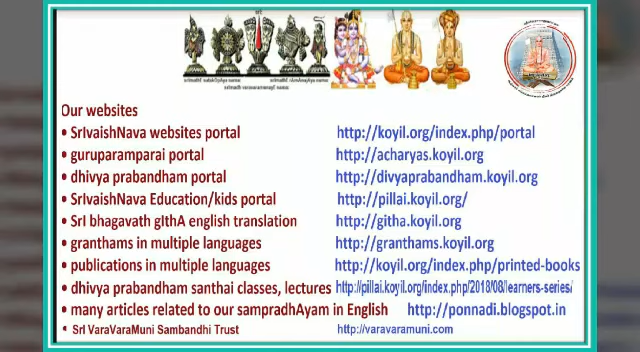 Our websites
• SrIvaishNava websites portal http://koyil.org/index.php/portal
• guruparamparai portal http://acharyas.koyil.org
• dhivya prabandham portal http://divyaprabandham.koyil.org
• SrIvaishNava Education/kids portal http://pillai.koyil.org/
• SrI bhagavath gIthA english translation http://githa.koyil.org
• granthams in multiple languages http://granthams.koyil.org
• publications in multiple languages http://koyil.org/index.php/printed-books
• dhivya prabandham santhai classes, lectures http://pillai.koyil.org/index.php/2018/08/learners-series/
• many articles related to our sampradhAyam in English http://ponnadi.blogspot.in
• SrI VaraVaraMuni Sambandhi Trust http://varavaramuni.com